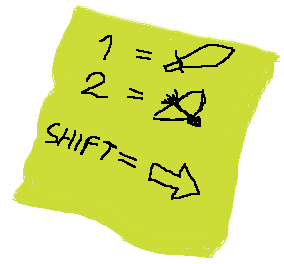 1 =
2 =
SHIFT =